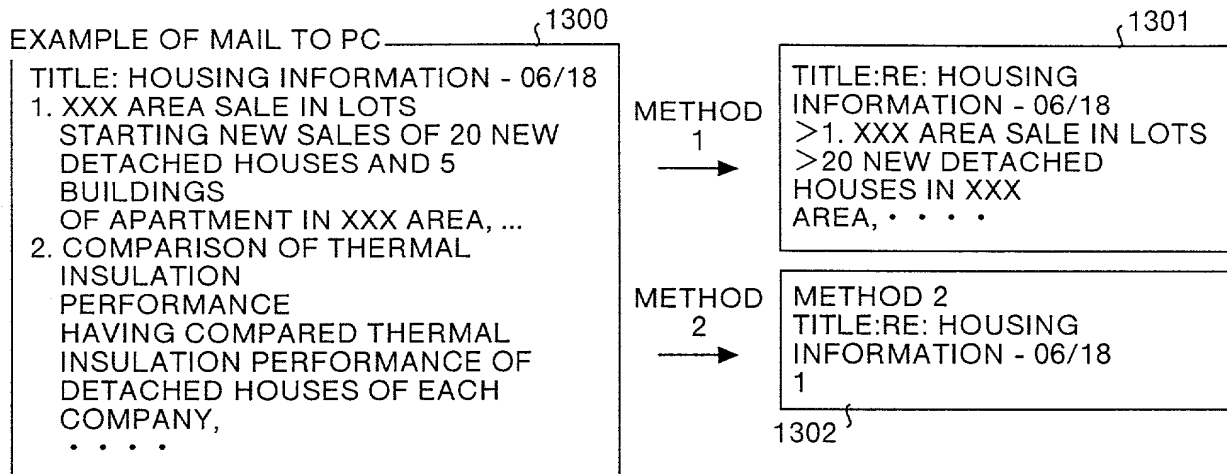 1300
EXAMPLE OF MAIL TO PC
TITLE: HOUSING INFORMATION - 06/18
1. XXX AREA SALE IN LOTS
STARTING NEW SALES OF 20 NEW
DETACHED HOUSES AND 5
BUILDINGS
OF APARTMENT IN XXX AREA, ...
2. COMPARISON OF THERMAL
INSULATION
PERFORMANCE
HAVING COMPARED THERMAL
INSULATION PERFORMANCE OF
DETACHED HOUSES OF EACH
COMPANY,
・・・・
METHOD
1
1301
TITLE:RE: HOUSING
INFORMATION - 06/18
>1. XXX AREA SALE IN LOTS
>20 NEW DETACHED
HOUSES IN XXX
AREA,・・・・
METHOD
2
METHOD 2
TITLE:RE: HOUSING
INFORMATION - 06/18
1
1302